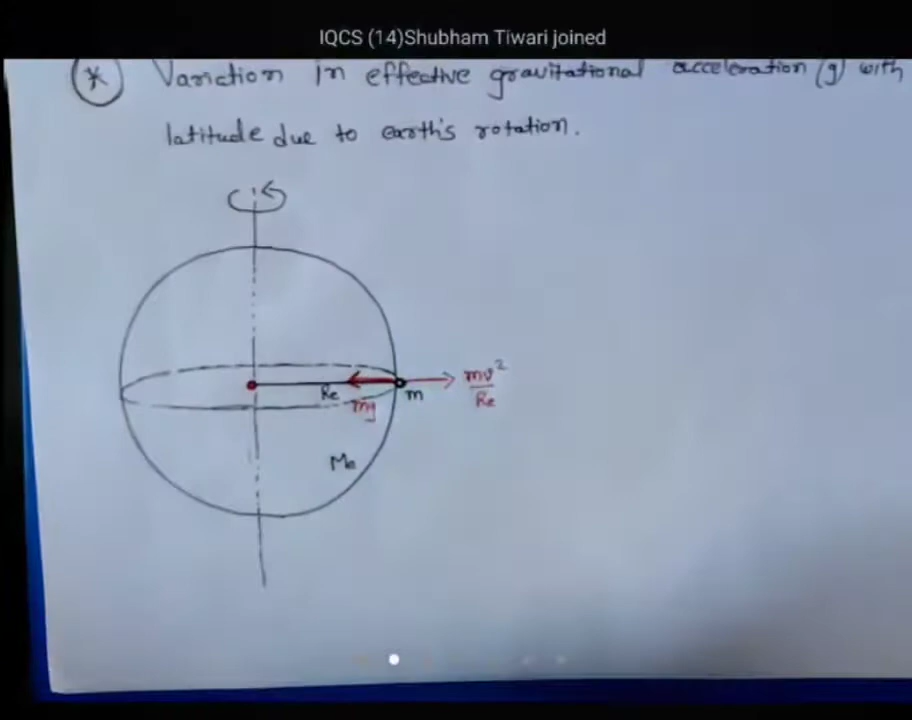 IQCS (14)Shubham Tiwari joined
* Variation in effective gravitational acceleration (g) with
latitude due to earth's rotation.
Re
mg
m
mv²
Re
Me